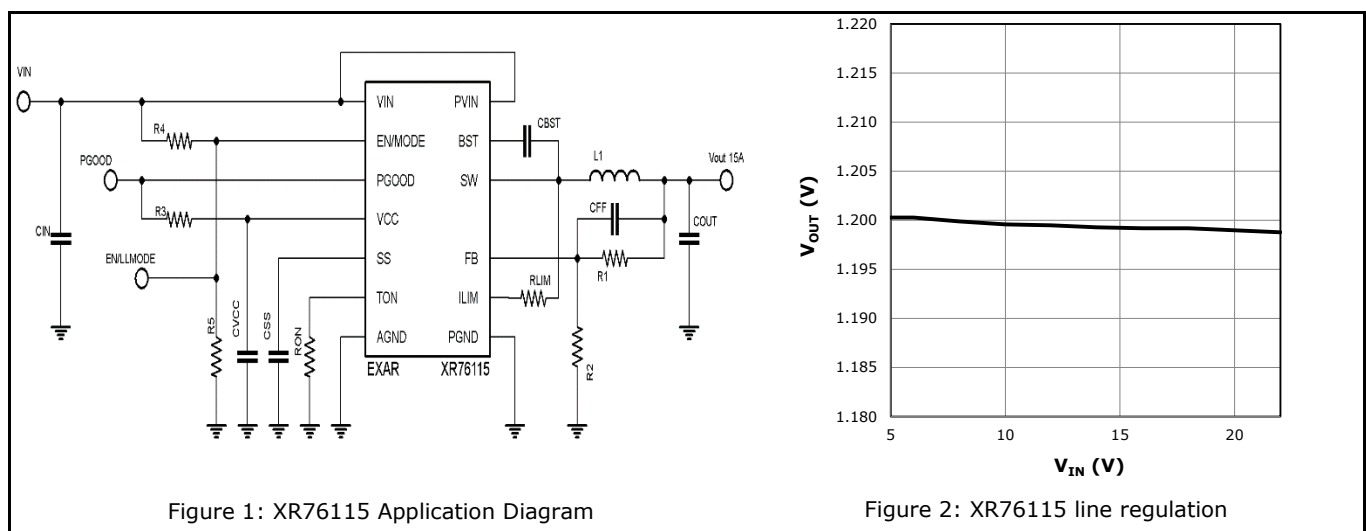 VIN
R4
PGOOD
R3
CIN
EN/LLMODE
R5
CVCC
CSS
RON
VIN
EN/MODE
PGOOD
VCC
SS
TON
AGND
PVIN
BST
SW
FB
ILIM
PGND
EXAR XR76115
CBST
L1
Vout 15A
CFF
COUT
R1
RLIM
R2
Figure 1: XR76115 Application Diagram
1.220
1.215
1.210
1.205
1.200
1.195
1.190
1.185
1.180
VOUT (V)
5 10 15 20
VIN (V)
Figure 2: XR76115 line regulation